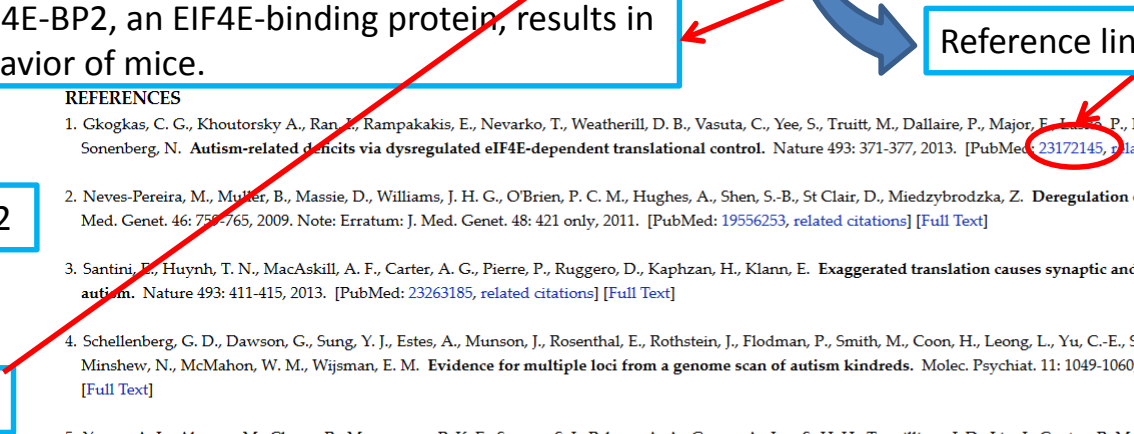 4E-BP2, an EIF4E-binding protein, results in
avior of mice.
Reference lin
REFERENCES
1. Gkogkas, C. G., Khoutorsky A., Ran, I., Rampakakis, E., Nevarko, T., Weatherill, D. B., Vasuta, C., Yee, S., Truitt, M., Dallaire, P., Major, F., Lasko, P.,
Sonenberg, N. Autism-related deficits via dysregulated eIF4E-dependent translational control. Nature 493: 371-377, 2013. [PubMed: 23172145, rela
2. Neves-Pereira, M., Muller, B., Massie, D., Williams, J. H. G., O'Brien, P. C. M., Hughes, A., Shen, S.-B., St Clair, D., Miedzybrodzka, Z. Deregulation
Med. Genet. 46: 759-765, 2009. Note: Erratum: J. Med. Genet. 48: 421 only, 2011. [PubMed: 19556253, related citations] [Full Text]
2
3. Santini, E., Huynh, T. N., MacAskill, A. F., Carter, A. G., Pierre, P., Ruggero, D., Kaphzan, H., Klann, E. Exaggerated translation causes synaptic and
autism. Nature 493: 411-415, 2013. [PubMed: 23263185, related citations] [Full Text]
4. Schellenberg, G. D., Dawson, G., Sung, Y. J., Estes, A., Munson, J., Rosenthal, E., Rothstein, J., Flodman, P., Smith, M., Coon, H., Leong, L., Yu, C.-E., S
Minshew, N., McMahon, W. M., Wijsman, E. M. Evidence for multiple loci from a genome scan of autism kindreds. Molec. Psychiat. 11: 1049-1060
[Full Text]